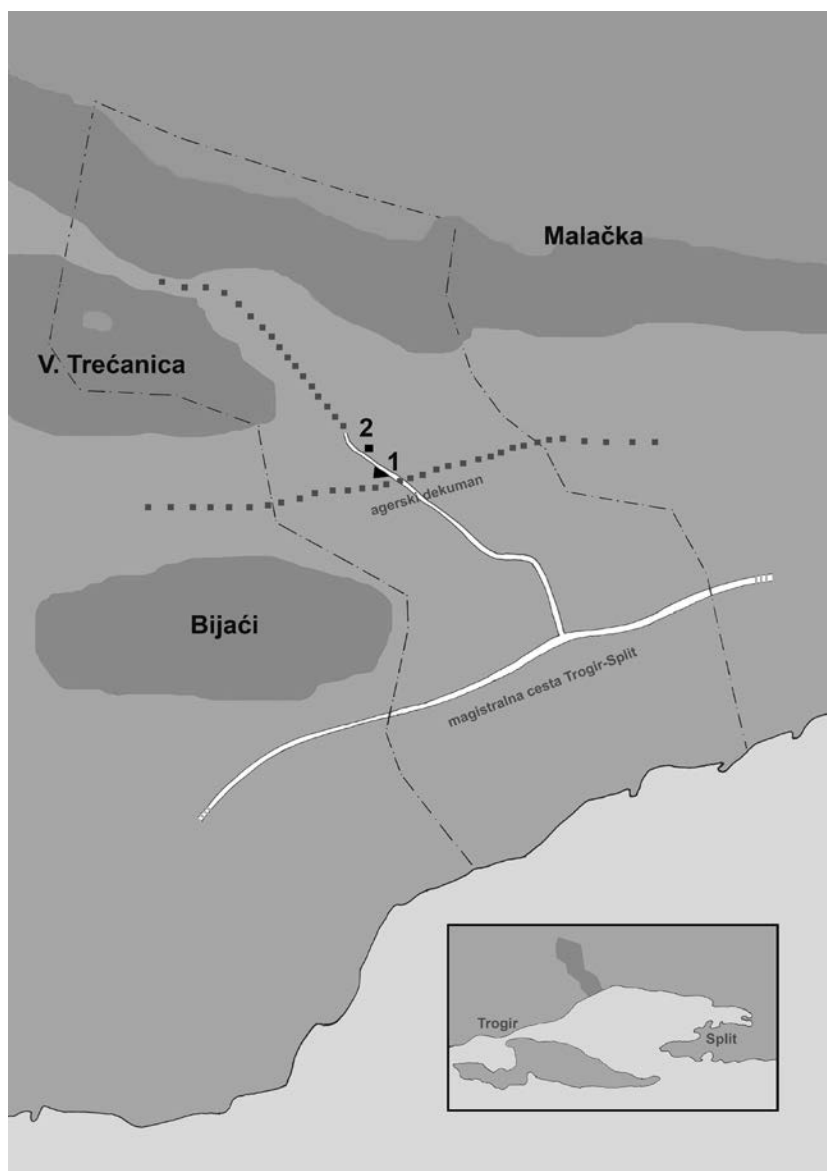 Malačka
V. Trećanica
2
1
agerski dekuman
Bijaći
magistralna cesta Trogir-Split
Trogir
Split